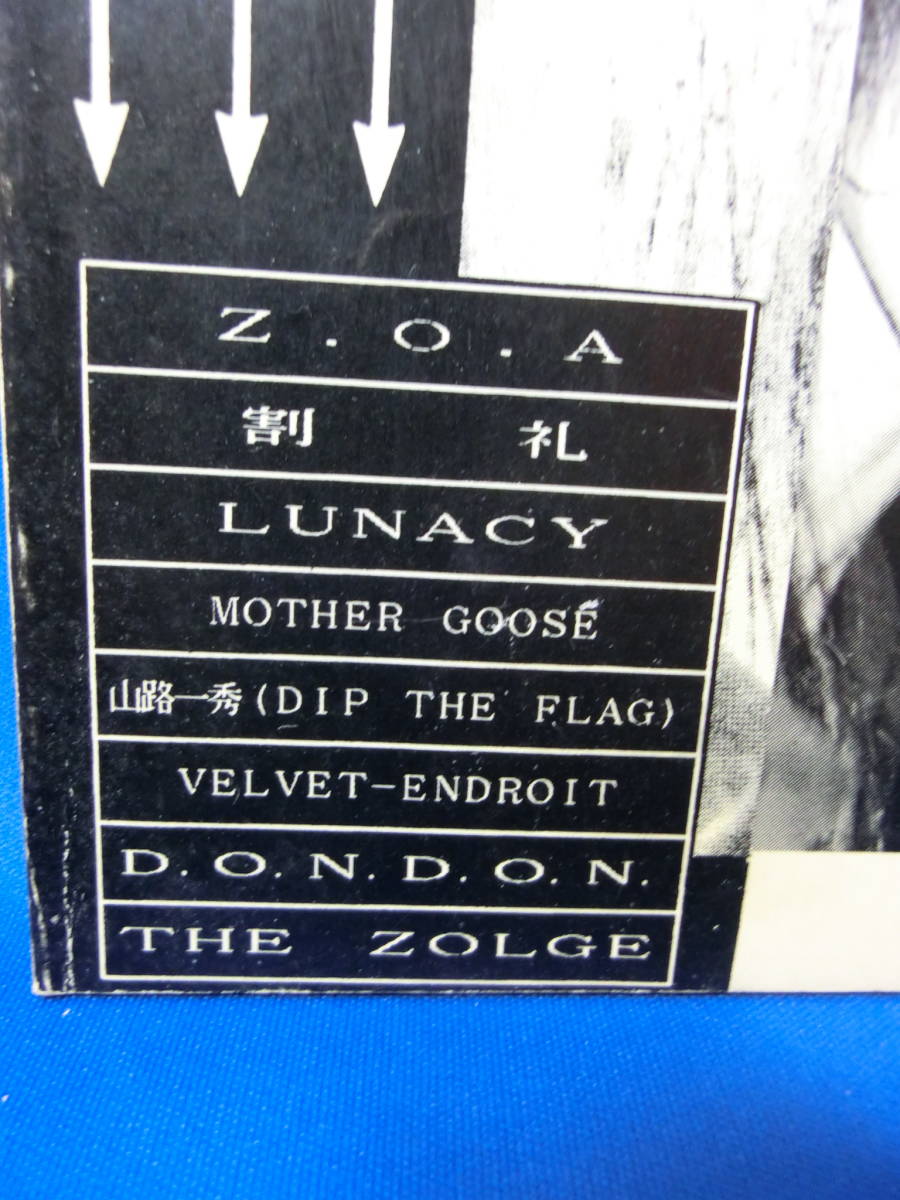 Z.O.A
割礼
LUNACY
MOTHER GOOSE
山路一秀(DIP THE FLAG)
VELVET-ENDROIT
D.O.N.D.O.N.
THE ZOLGE